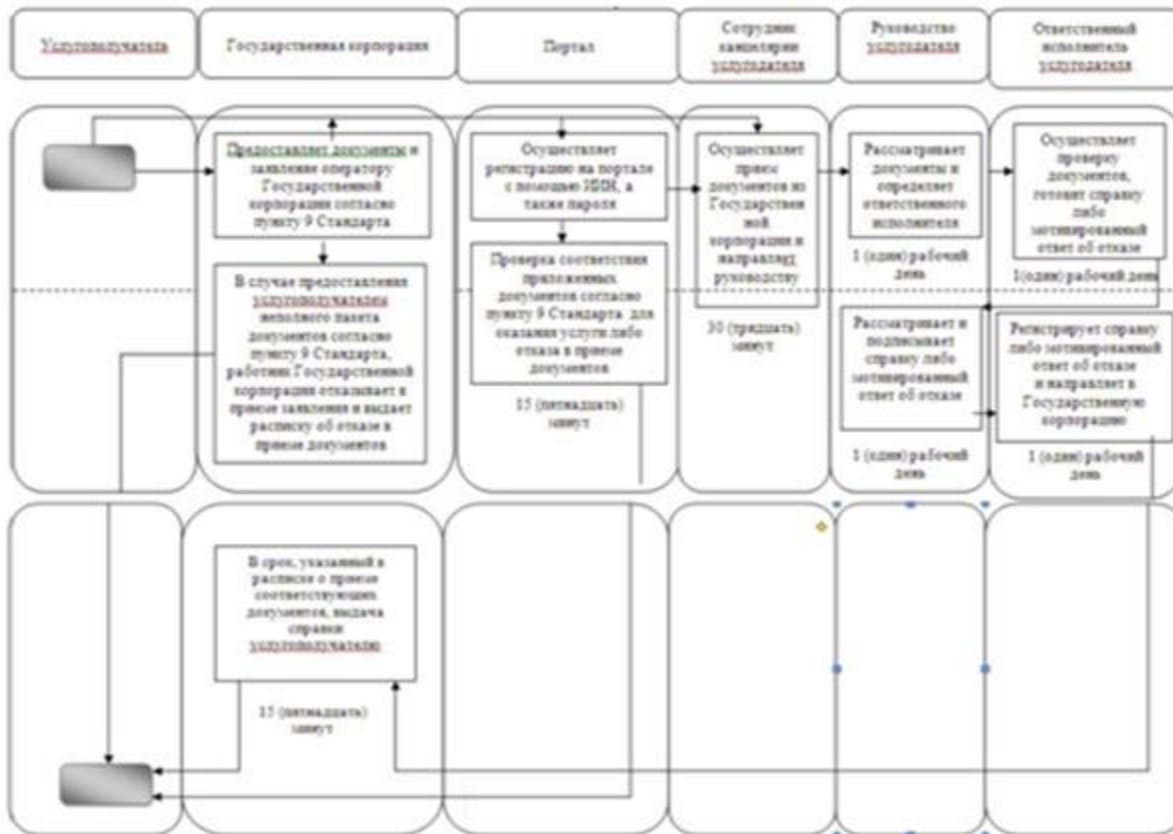 Услугополучатель
Государственная корпорация
Портал
Сотрудник
канцелярии
услугодателя
Руководство
услугодателя
Ответственный
исполнитель
услугодателя
Предоставляет документы и
заявление оператору
Государственной
корпорации согласно
пункту 9 Стандарта
Осуществляет
регистрацию на портале
с помощью ИИН, а
также пароля
Осуществляет
прием
документов из
Государствен
ной
корпорации и
направляет
руководству
Рассматривает
документы и
определяет
ответственного
исполнителя
Осуществляет
проверку
документов,
готовит справку
либо
мотивированный
ответ об отказе
1 (один) рабочий
день
1(один) рабочий день
В случае предоставления
услугополучателем
неполного пакета
документов согласно
пункту 9 Стандарта,
работник Государственной
корпорации отказывает в
приеме заявления и выдает
расписку об отказе в
приеме документов
Проверка соответствия
приложенных
документов согласно
пункту 9 Стандарта для
оказания услуги либо
отказа в приеме
документов
15 (пятнадцать)
минут
30 (тридцать)
минут
Рассматривает и
подписывает
справку либо
мотивированный
ответ об отказе
Регистрирует справку
либо мотивированный
ответ об отказе
и направляет в
Государственную
корпорацию
1 (один) рабочий
день
1 (один) рабочий
день
В срок, указанный в
расписке о приеме
соответствующих
документов, выдача
справки
услугополучателю
15 (пятнадцать)
минут